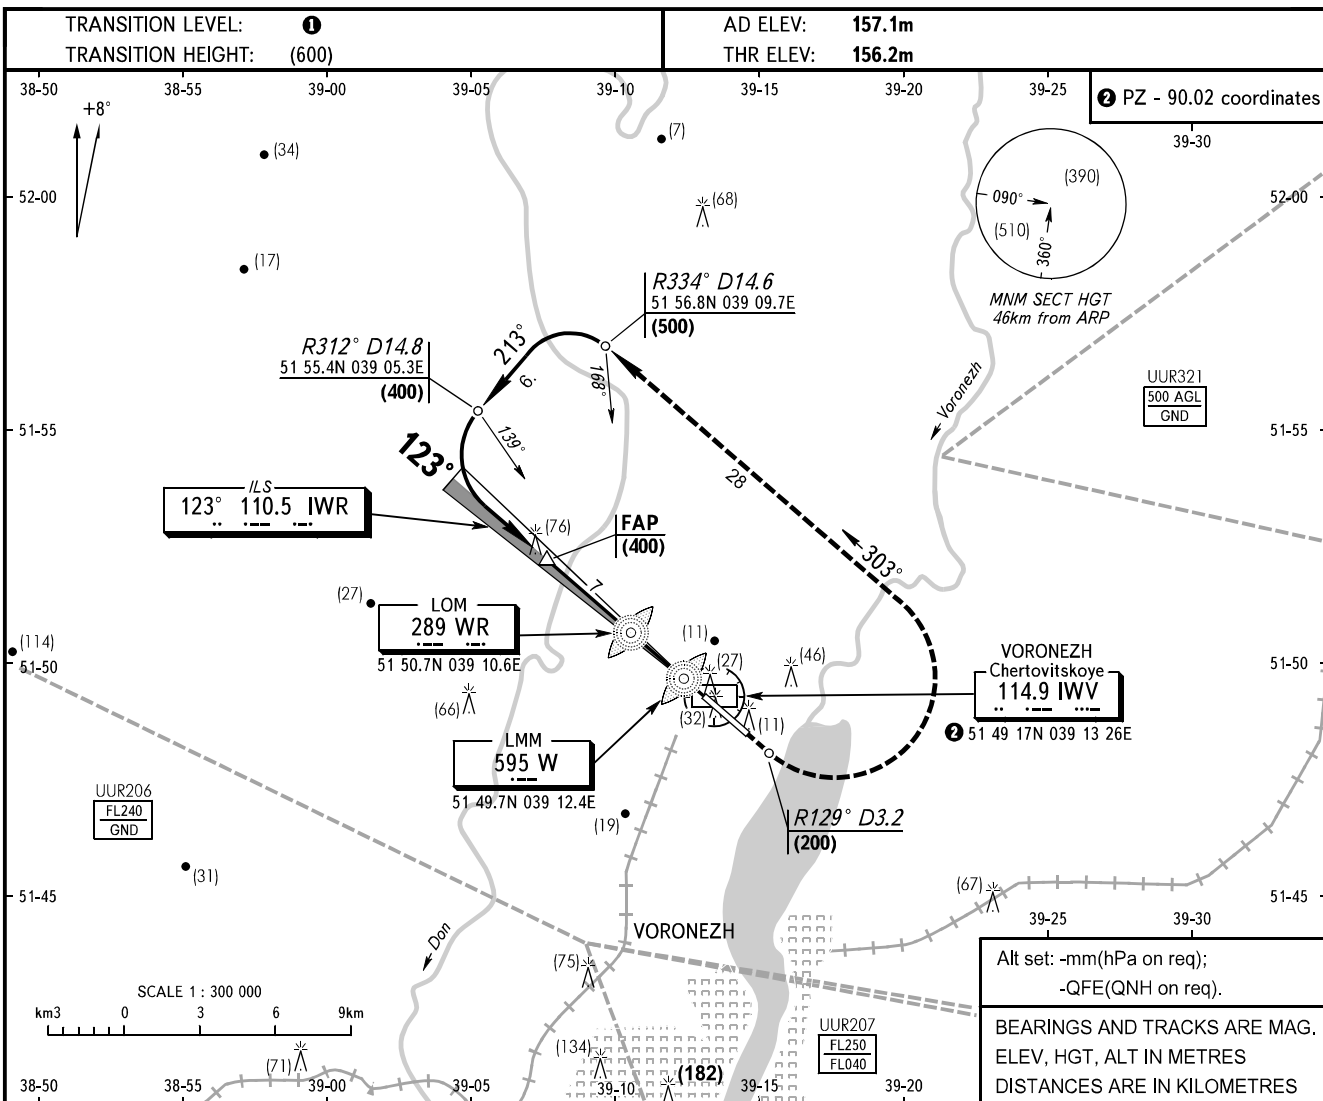 TRANSITION LEVEL: ❶
TRANSITION HEIGHT: (600)
AD ELEV: 157.1m
THR ELEV: 156.2m
38-50 38-55 39-00 39-05 39-10 39-15 39-20 39-25
❷ PZ - 90.02 coordinates
39-30
+8°
(34)
(7)
(390)
52-00
(68)
090°
52-00
(510)
360°
(17)
R334° D14.6
51 56.8N 039 09.7E
(500)
MNM SECT HGT
46km from ARP
R312° D14.8
51 55.4N 039 05.3E
(400)
213°
6.
168°
Voronezh
UUR321
500 AGL
GND
51-55
51-55
139°
123°
28
ILS
123° 110.5 IWR
(76)
FAP
(400)
303°
7
(27)
LOM
289 WR
51 50.7N 039 10.6E
(11)
(114)
51-50
(27)
(46)
VORONEZH
Chertovitskoye
114.9 IWV
❷ 51 49 17N 039 13 26E
51-50
(66)
(32)
(11)
LMM
595 W
51 49.7N 039 12.4E
UUR206
FL240
GND
(19)
R129° D3.2
(200)
(31)
51-45
(67)
51-45
39-25 39-30
Don
VORONEZH
(75)
Alt set: -mm(hPa on req);
-QFE(QNH on req).
SCALE 1 : 300 000
km3 0 3 6 9km
BEARINGS AND TRACKS ARE MAG.
ELEV, HGT, ALT IN METRES
DISTANCES ARE IN KILOMETRES
UUR207
FL250
FL040
(71)
(134)
(182)
38-50 38-55 39-00 39-05 39-10 39-15 39-20